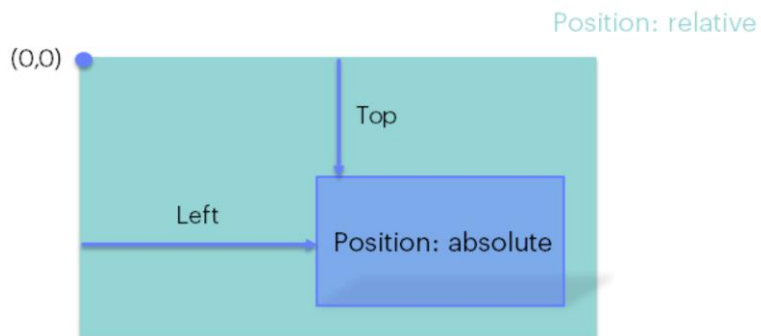 Position: relative
(0,0)
Top
Left
Position: absolute